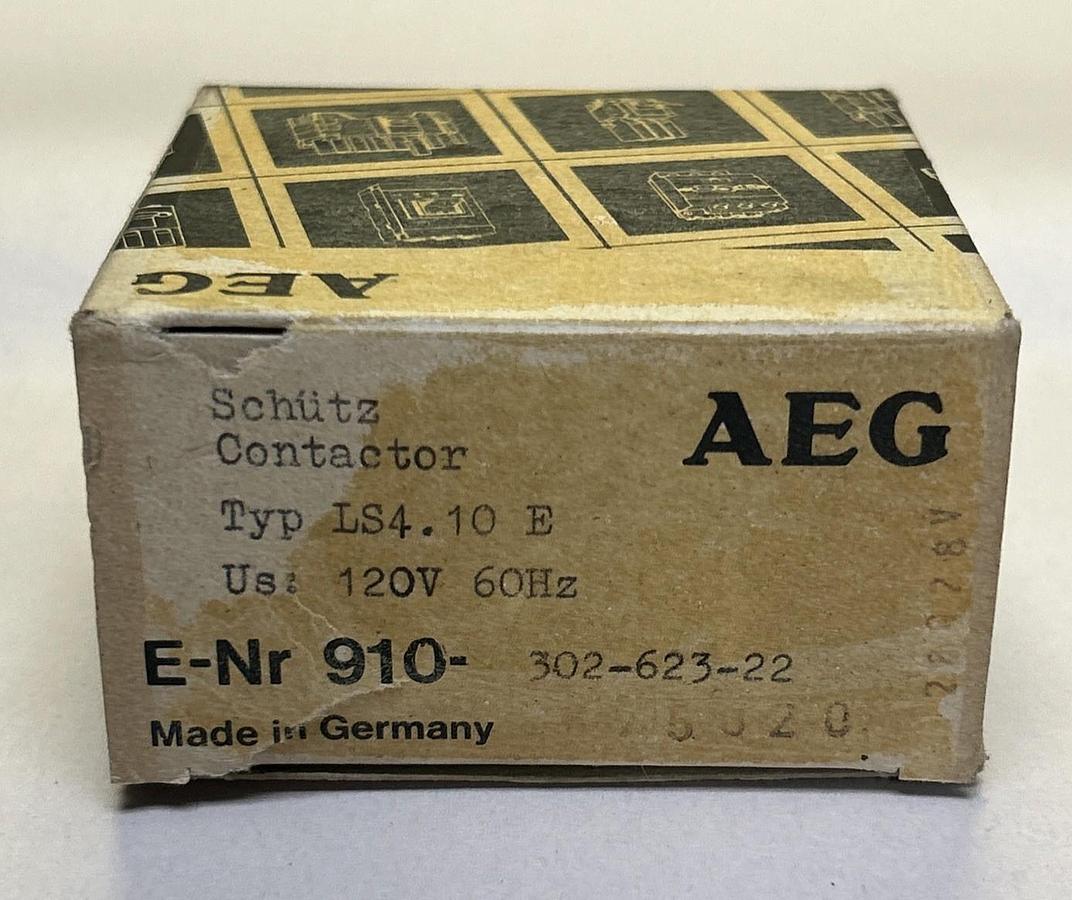 AEG
Schütz
Contactor
AEG
Typ LS4.10 E
Us: 120V 60Hz
E-Nr 910- 302-623-22
Made in Germany